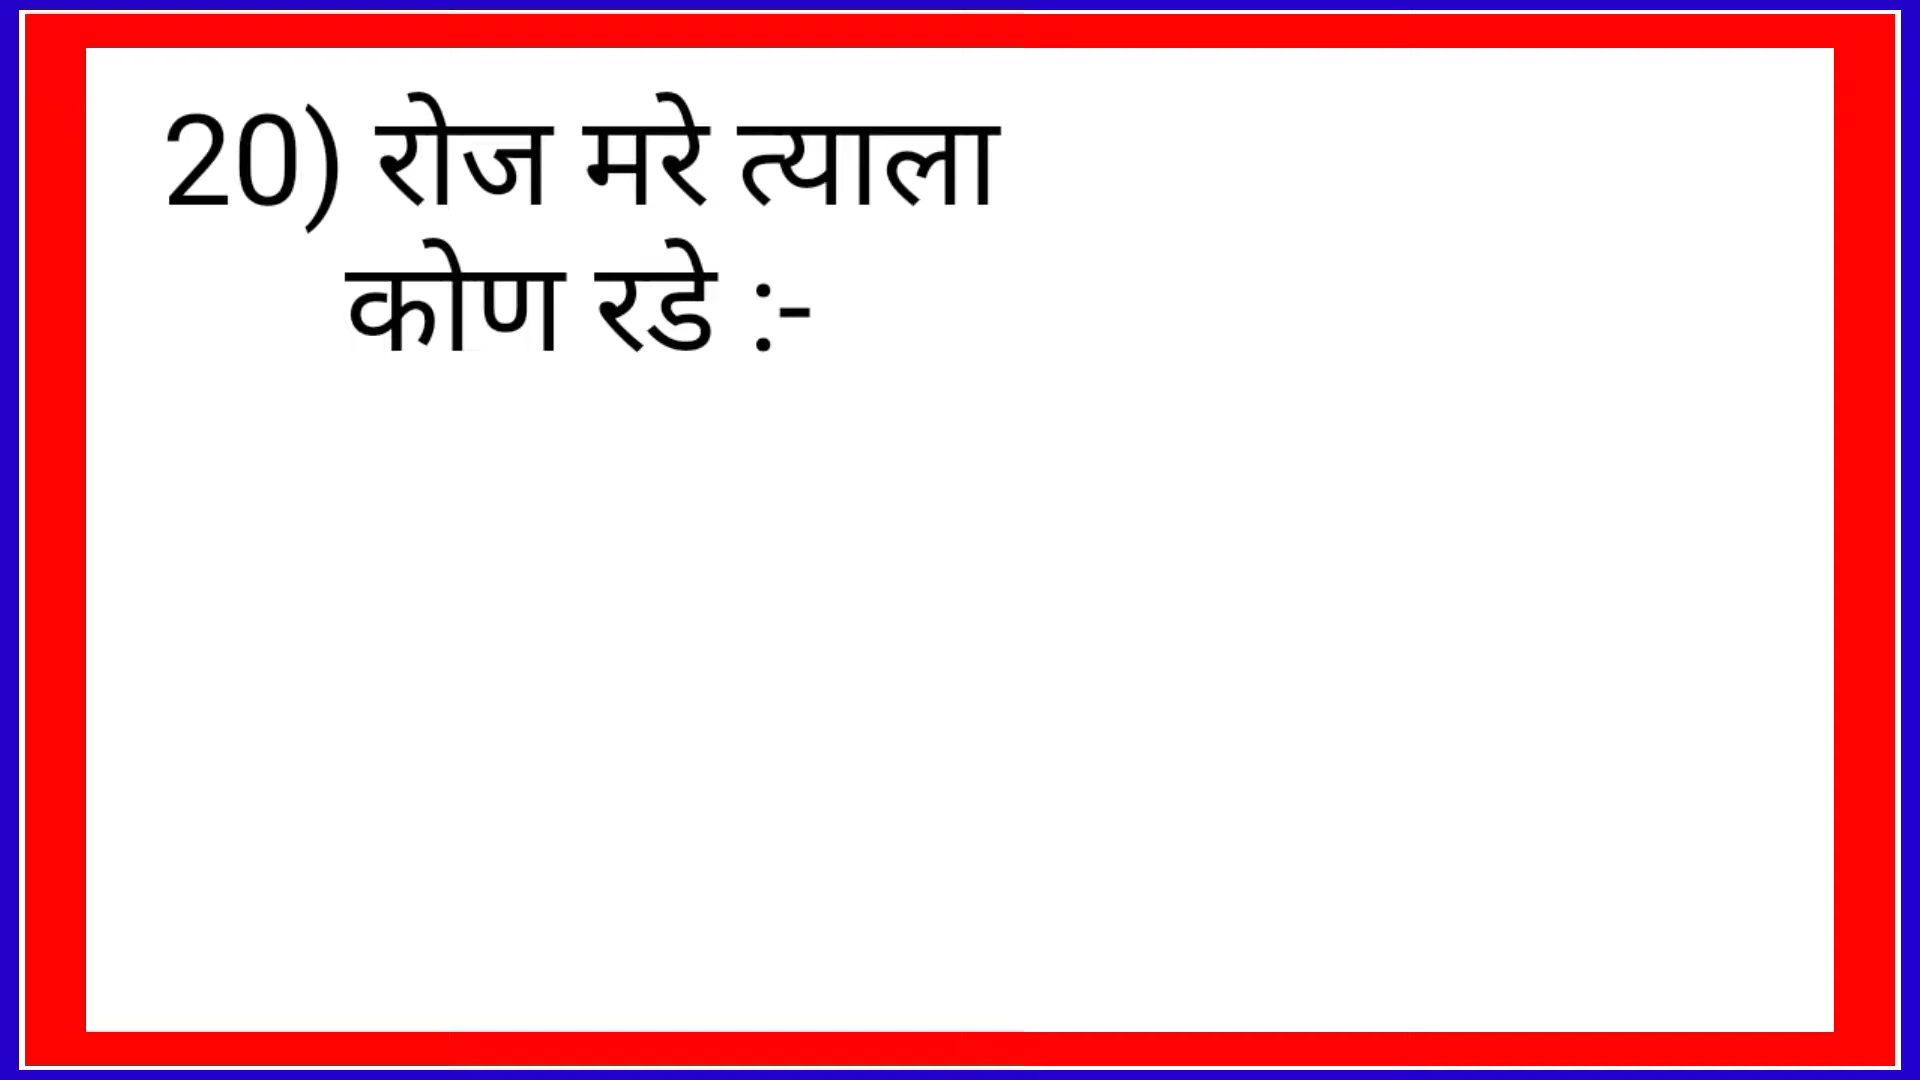 20) रोज मरे त्याला
कोण रडे :-